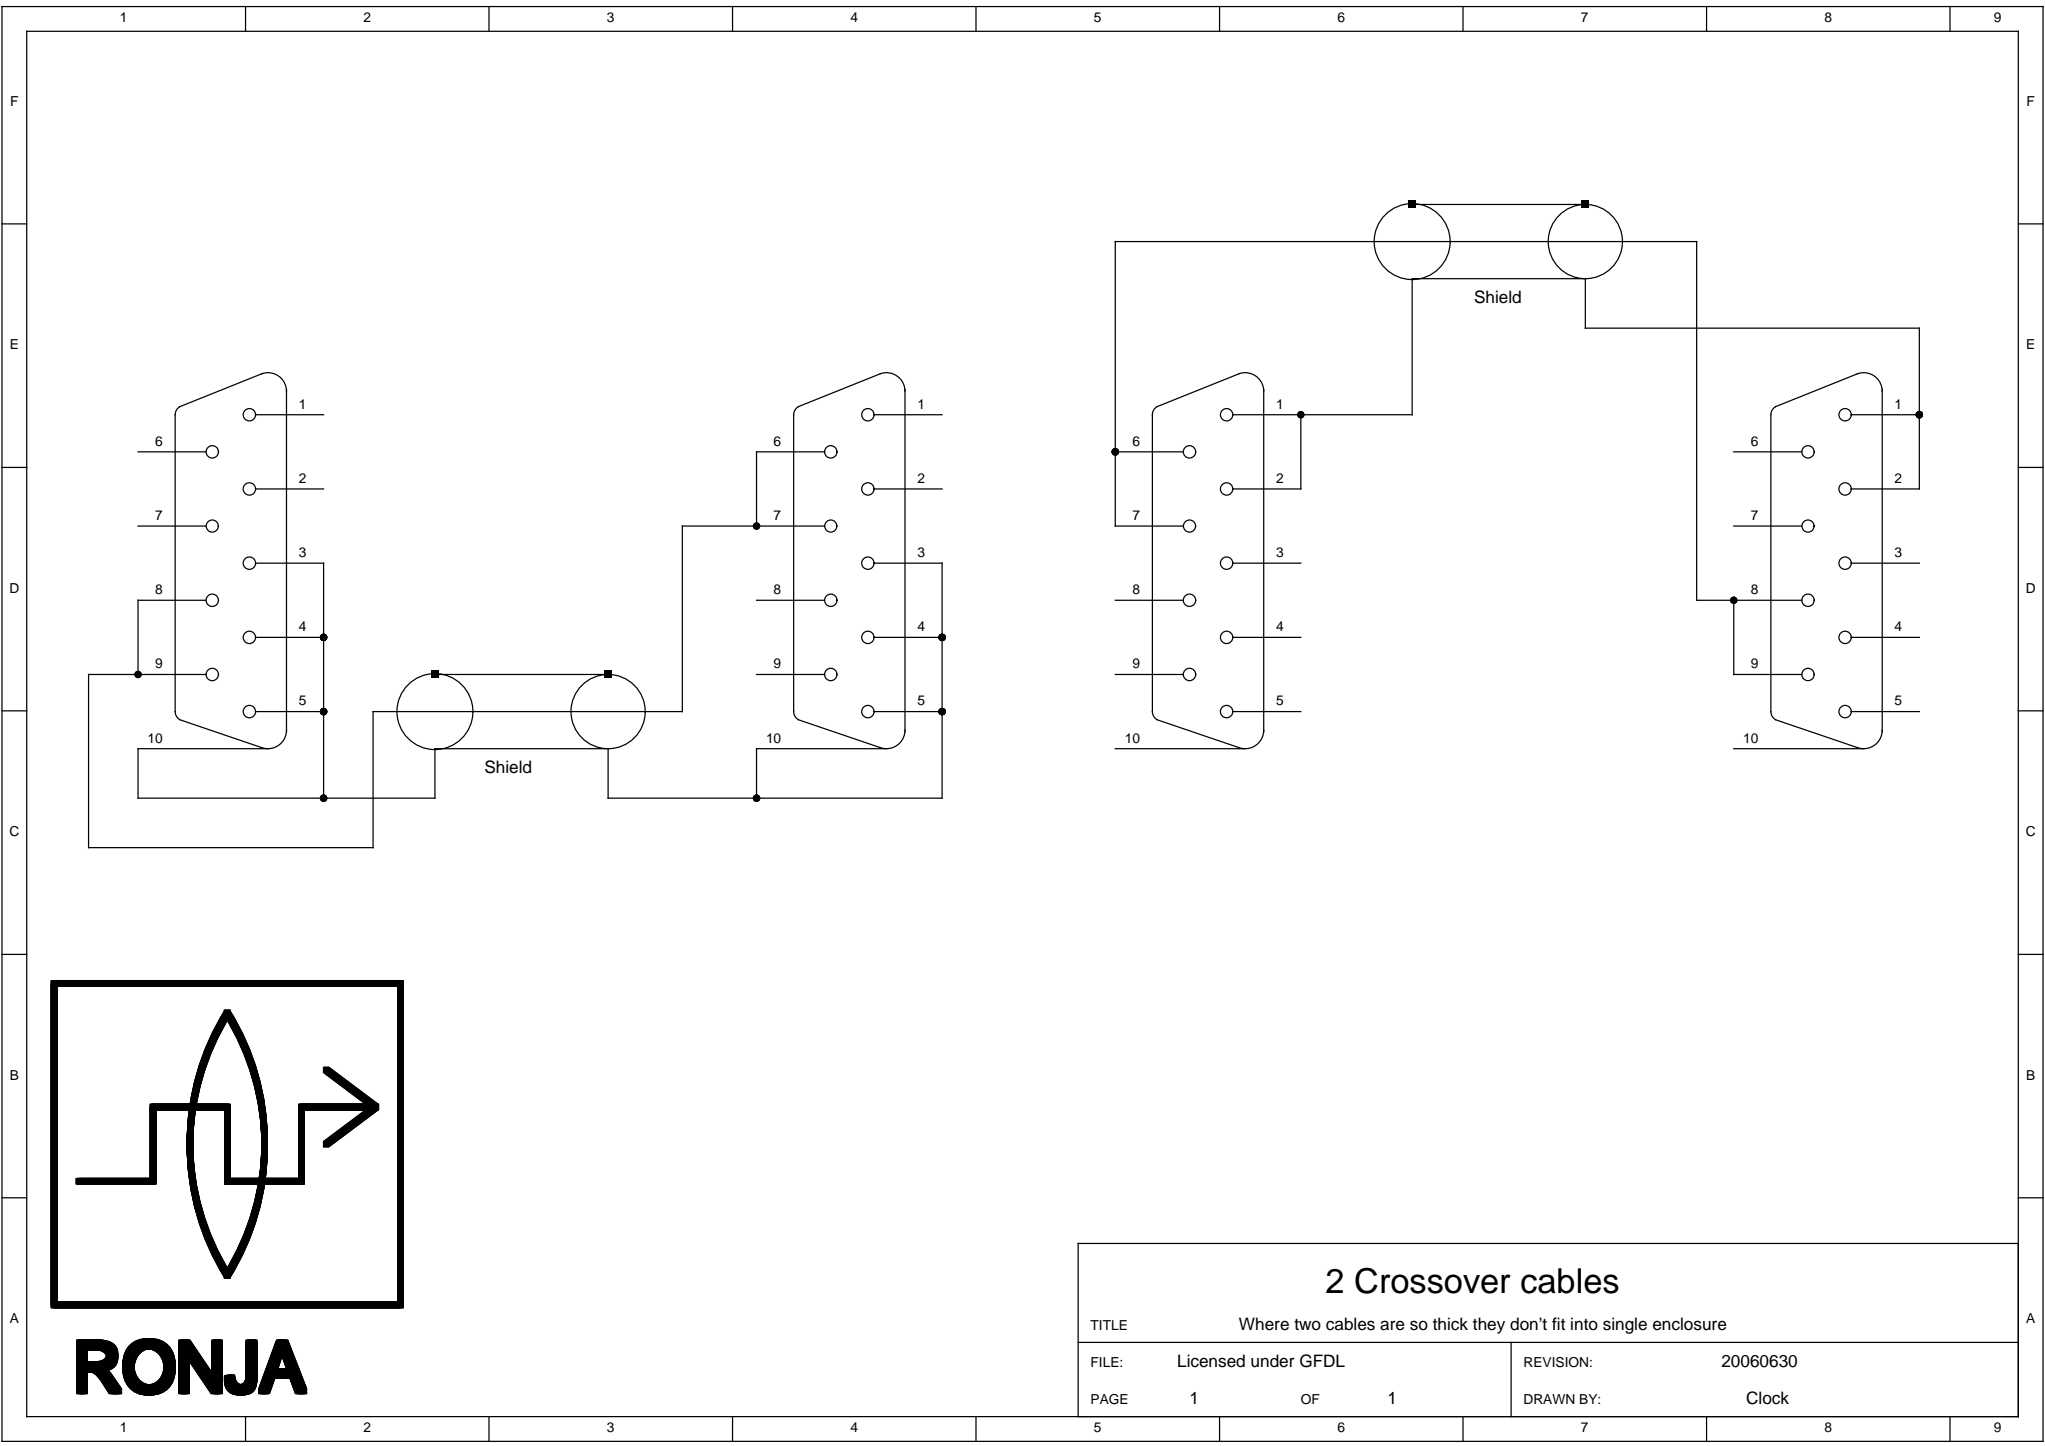 1 2 3 4 5 6 7 8 9
F F
Shield
E E
1 1 1 1
6 6 6 6
2 2 2 2
7 7 7 7
3 3 3 3
D 8 8 8 8 D
4 4 4 4
9 9 9 9
5 5 5 5
10 10 10 10
Shield
C C
B B
2 Crossover cables
A TITLE Where two cables are so thick they don't fit into single enclosure A
RONJA
FILE: Licensed under GFDL REVISION: 20060630
PAGE 1 OF 1 DRAWN BY: Clock
1 2 3 4 5 6 7 8 9